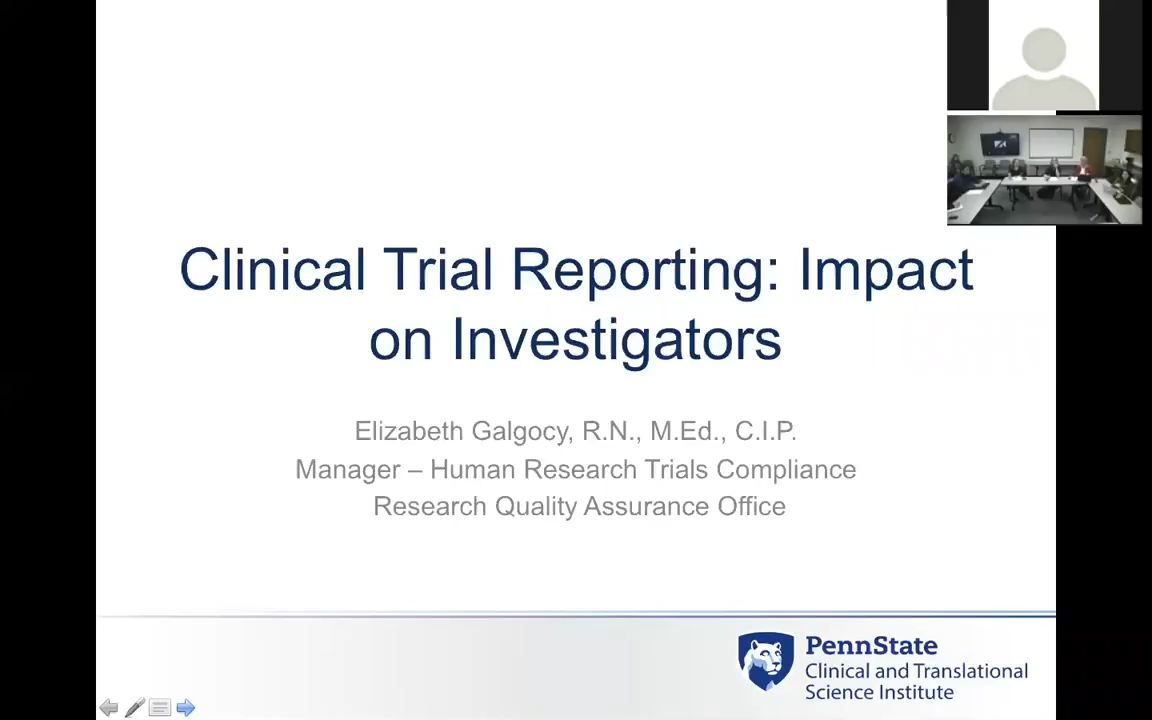 Clinical Trial Reporting: Impact
on Investigators
Elizabeth Galgocy, R.N., M.Ed., C.I.P.
Manager – Human Research Trials Compliance
Research Quality Assurance Office
PennState
Clinical and Translational
Science Institute